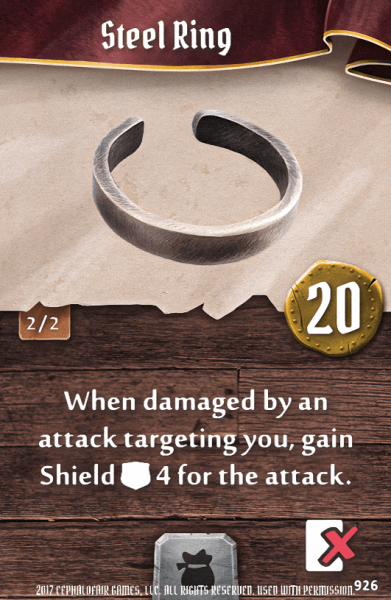 Steel Ring
20
2/2
When damaged by an
attack targeting you, gain
Shield 4 for the attack.
2017 CEPHALOFAIR GAMES, LLC. ALL RIGHTS RESERVED. USED WITH PERMISSION.
926